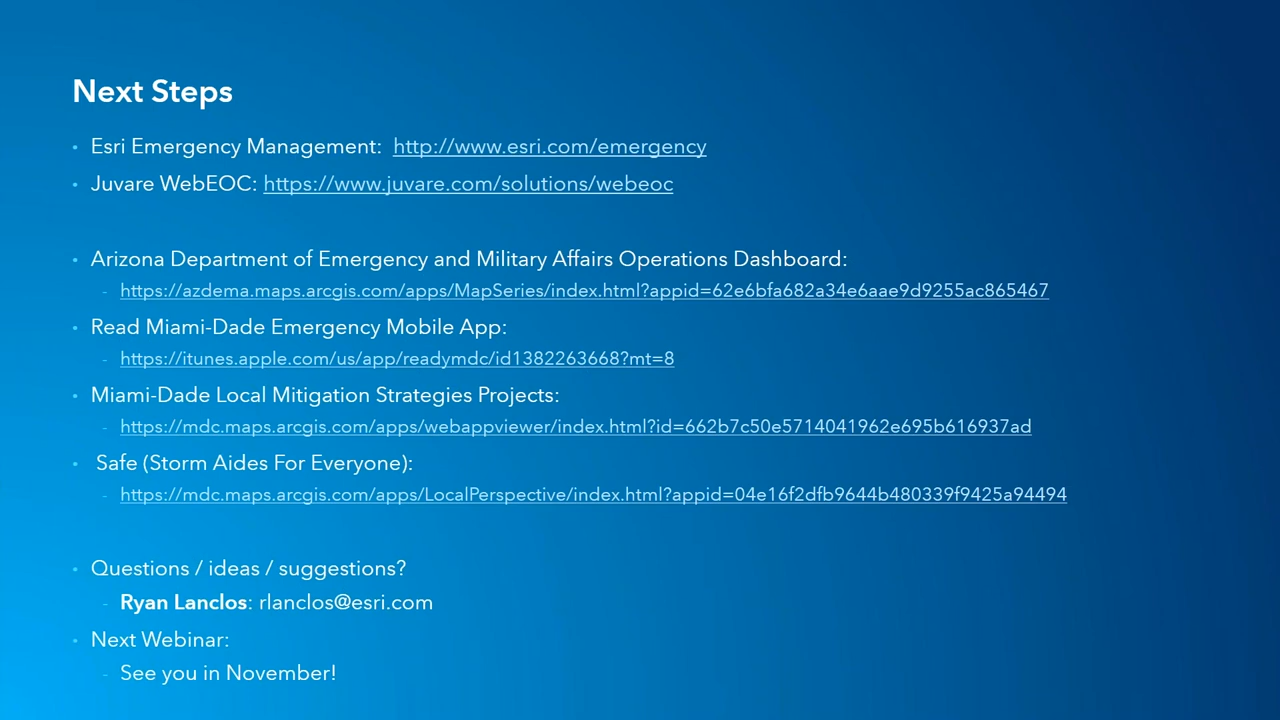 Next Steps
• Esri Emergency Management: http://www.esri.com/emergency
• Juvare WebEOC: https://www.juvare.com/solutions/webeoc
• Arizona Department of Emergency and Military Affairs Operations Dashboard:
- https://azdema.maps.arcgis.com/apps/MapSeries/index.html?appid=62e6bfa682a34e6aae9d9255ac865467
• Read Miami-Dade Emergency Mobile App:
- https://itunes.apple.com/us/app/readymdc/id1382263668?mt=8
• Miami-Dade Local Mitigation Strategies Projects:
- https://mdc.maps.arcgis.com/apps/webappviewer/index.html?id=662b7c50e5714041962e695b616937ad
• Safe (Storm Aides For Everyone):
- https://mdc.maps.arcgis.com/apps/LocalPerspective/index.html?appid=04e16f2dfb9644b480339f9425a94494
• Questions / ideas / suggestions?
- Ryan Lanclos: rlanclos@esri.com
• Next Webinar:
- See you in November!